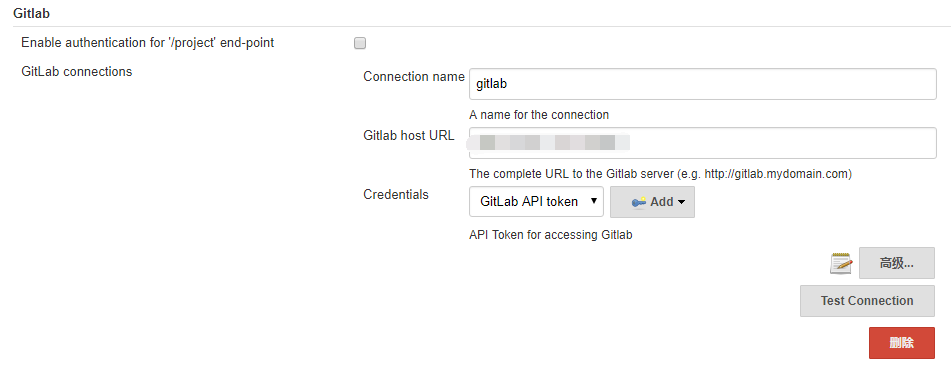 Gitlab
Enable authentication for '/project' end-point
GitLab connections
Connection name
gitlab
A name for the connection
Gitlab host URL
The complete URL to the Gitlab server (e.g. http://gitlab.mydomain.com)
Credentials
GitLab API token
Add
API Token for accessing Gitlab
高级...
Test Connection
删除